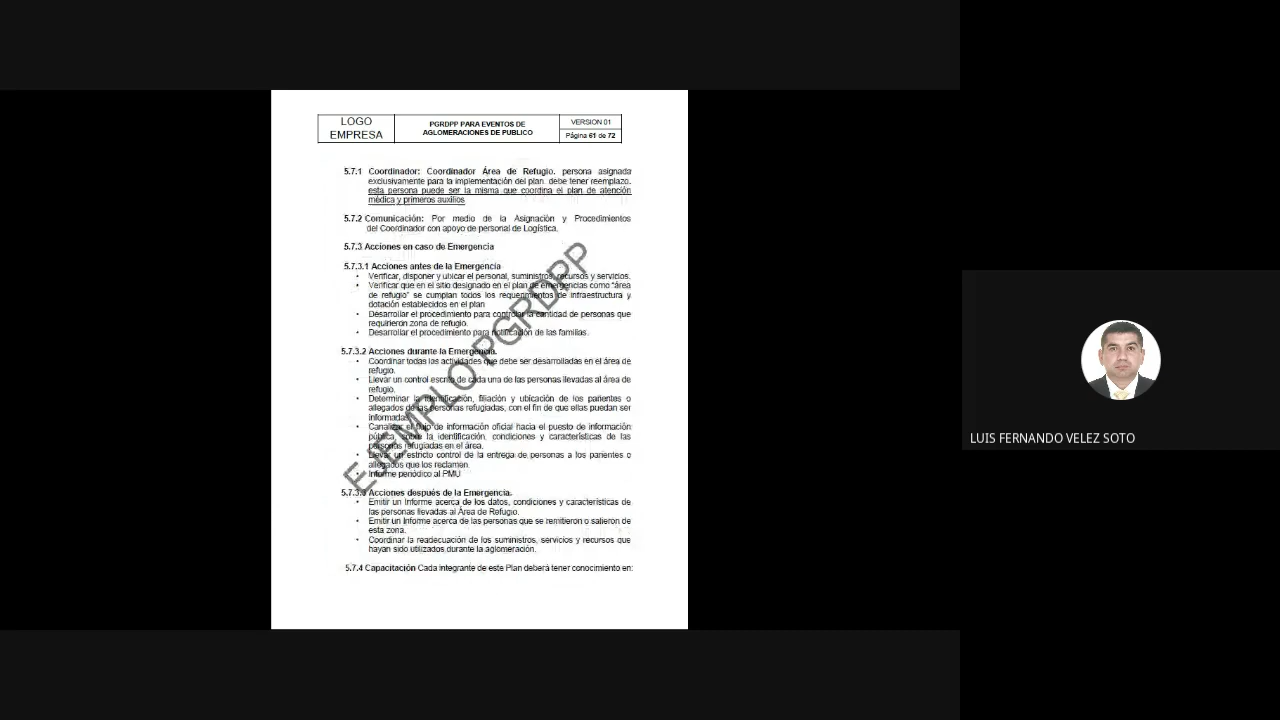 LOGO
EMPRESA
PGRDPP PARA EVENTOS DE
AGLOMERACIONES DE PUBLICO
VERSION 01
Página 61 de 72
5.7.1 Coordinador: Coordinador Área de Refugio. persona asignada
exclusivamente para la implementación del plan. debe tener reemplazo.
esta persona puede ser la misma que coordina el plan de atención
médica y primeros auxilios
5.7.2 Comunicación: Por medio de la Asignación y Procedimientos
del Coordinador con apoyo de personal de Logística.
5.7.3 Acciones en caso de Emergencia
5.7.3.1 Acciones antes de la Emergencia
• Verificar, disponer y ubicar el personal, suministros, recursos y servicios.
• Verificar que en el sitio designado en el plan de emergencias como "área
de refugio" se cumplan todos los requerimientos de infraestructura y
dotación establecidos en el plan
• Desarrollar el procedimiento para controlar la cantidad de personas que
requirieron zona de refugio.
• Desarrollar el procedimiento para notificación de las familias.
5.7.3.2 Acciones durante la Emergencia.
• Coordinar todas las actividades que debe ser desarrolladas en el área de
refugio.
• Llevar un control escrito de cada una de las personas llevadas al área de
refugio.
• Determinar la identificación, filiación y ubicación de los parientes o
allegados de las personas refugiadas, con el fin de que ellas puedan ser
informadas.
• Canalizar el flujo de información oficial hacia el puesto de información
pública, sobre la identificación, condiciones y características de las
personas refugiadas en el área.
• Llevar un estricto control de la entrega de personas a los parientes o
allegados que los reclamen.
• Informe periódico al PMU
5.7.3.3 Acciones después de la Emergencia.
• Emitir un Informe acerca de los datos, condiciones y características de
las personas llevadas al Área de Refugio.
• Emitir un Informe acerca de las personas que se remitieron o salieron de
esta zona.
• Coordinar la readecuación de los suministros, servicios y recursos que
hayan sido utilizados durante la aglomeración.
5.7.4 Capacitación Cada integrante de este Plan deberá tener conocimiento en:
EJEMPLO PGRDPP
LUIS FERNANDO VELEZ SOTO